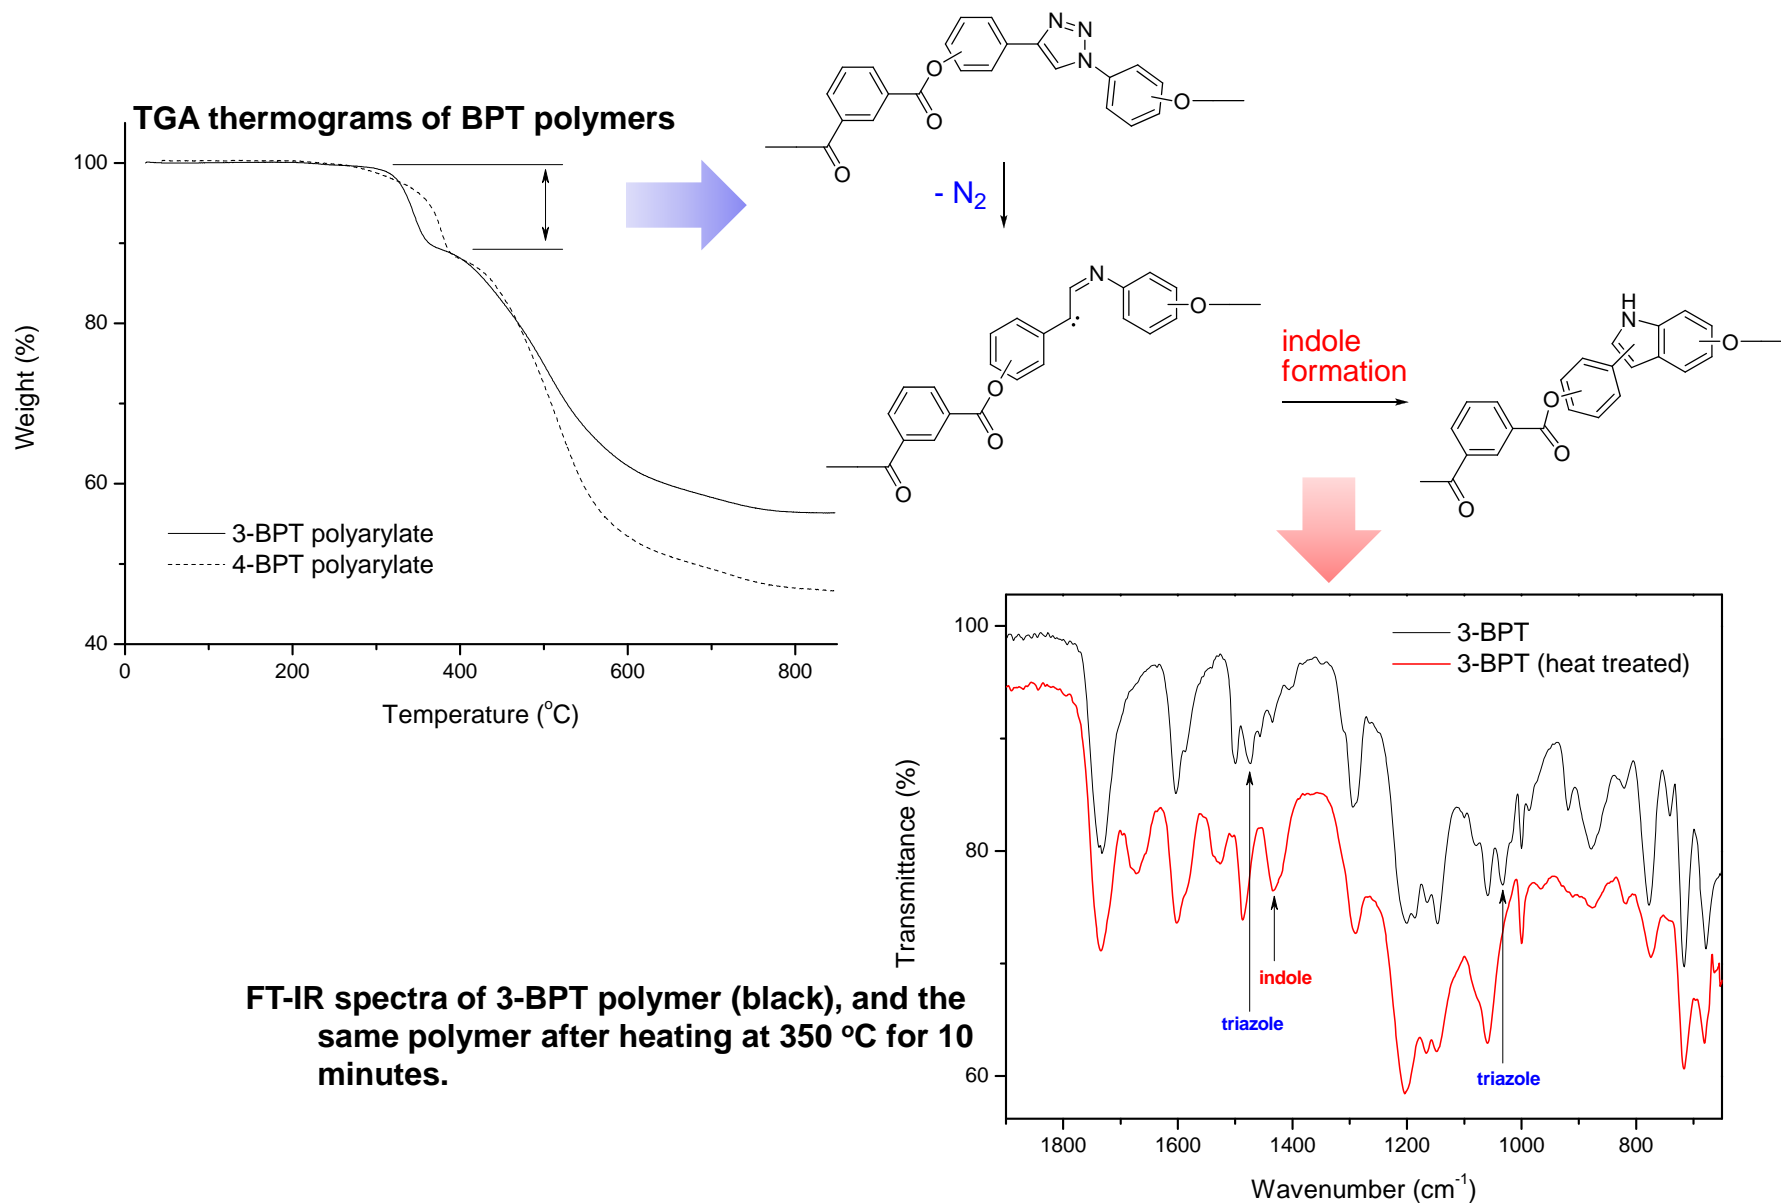 TGA thermograms of BPT polymers
100
80
60
40
0
200
400
600
800
Weight (%)
Temperature (°C)
3-BPT polyarylate
4-BPT polyarylate
N
N
N
O
O
O
O
- N2
N
O
O
O
O
indole
formation
H
N
O
O
O
O
100
80
60
1800
1600
1400
1200
1000
800
Transmittance (%)
Wavenumber (cm-1)
3-BPT
3-BPT (heat treated)
indole
triazole
triazole
FT-IR spectra of 3-BPT polymer (black), and the
same polymer after heating at 350 °C for 10
minutes.